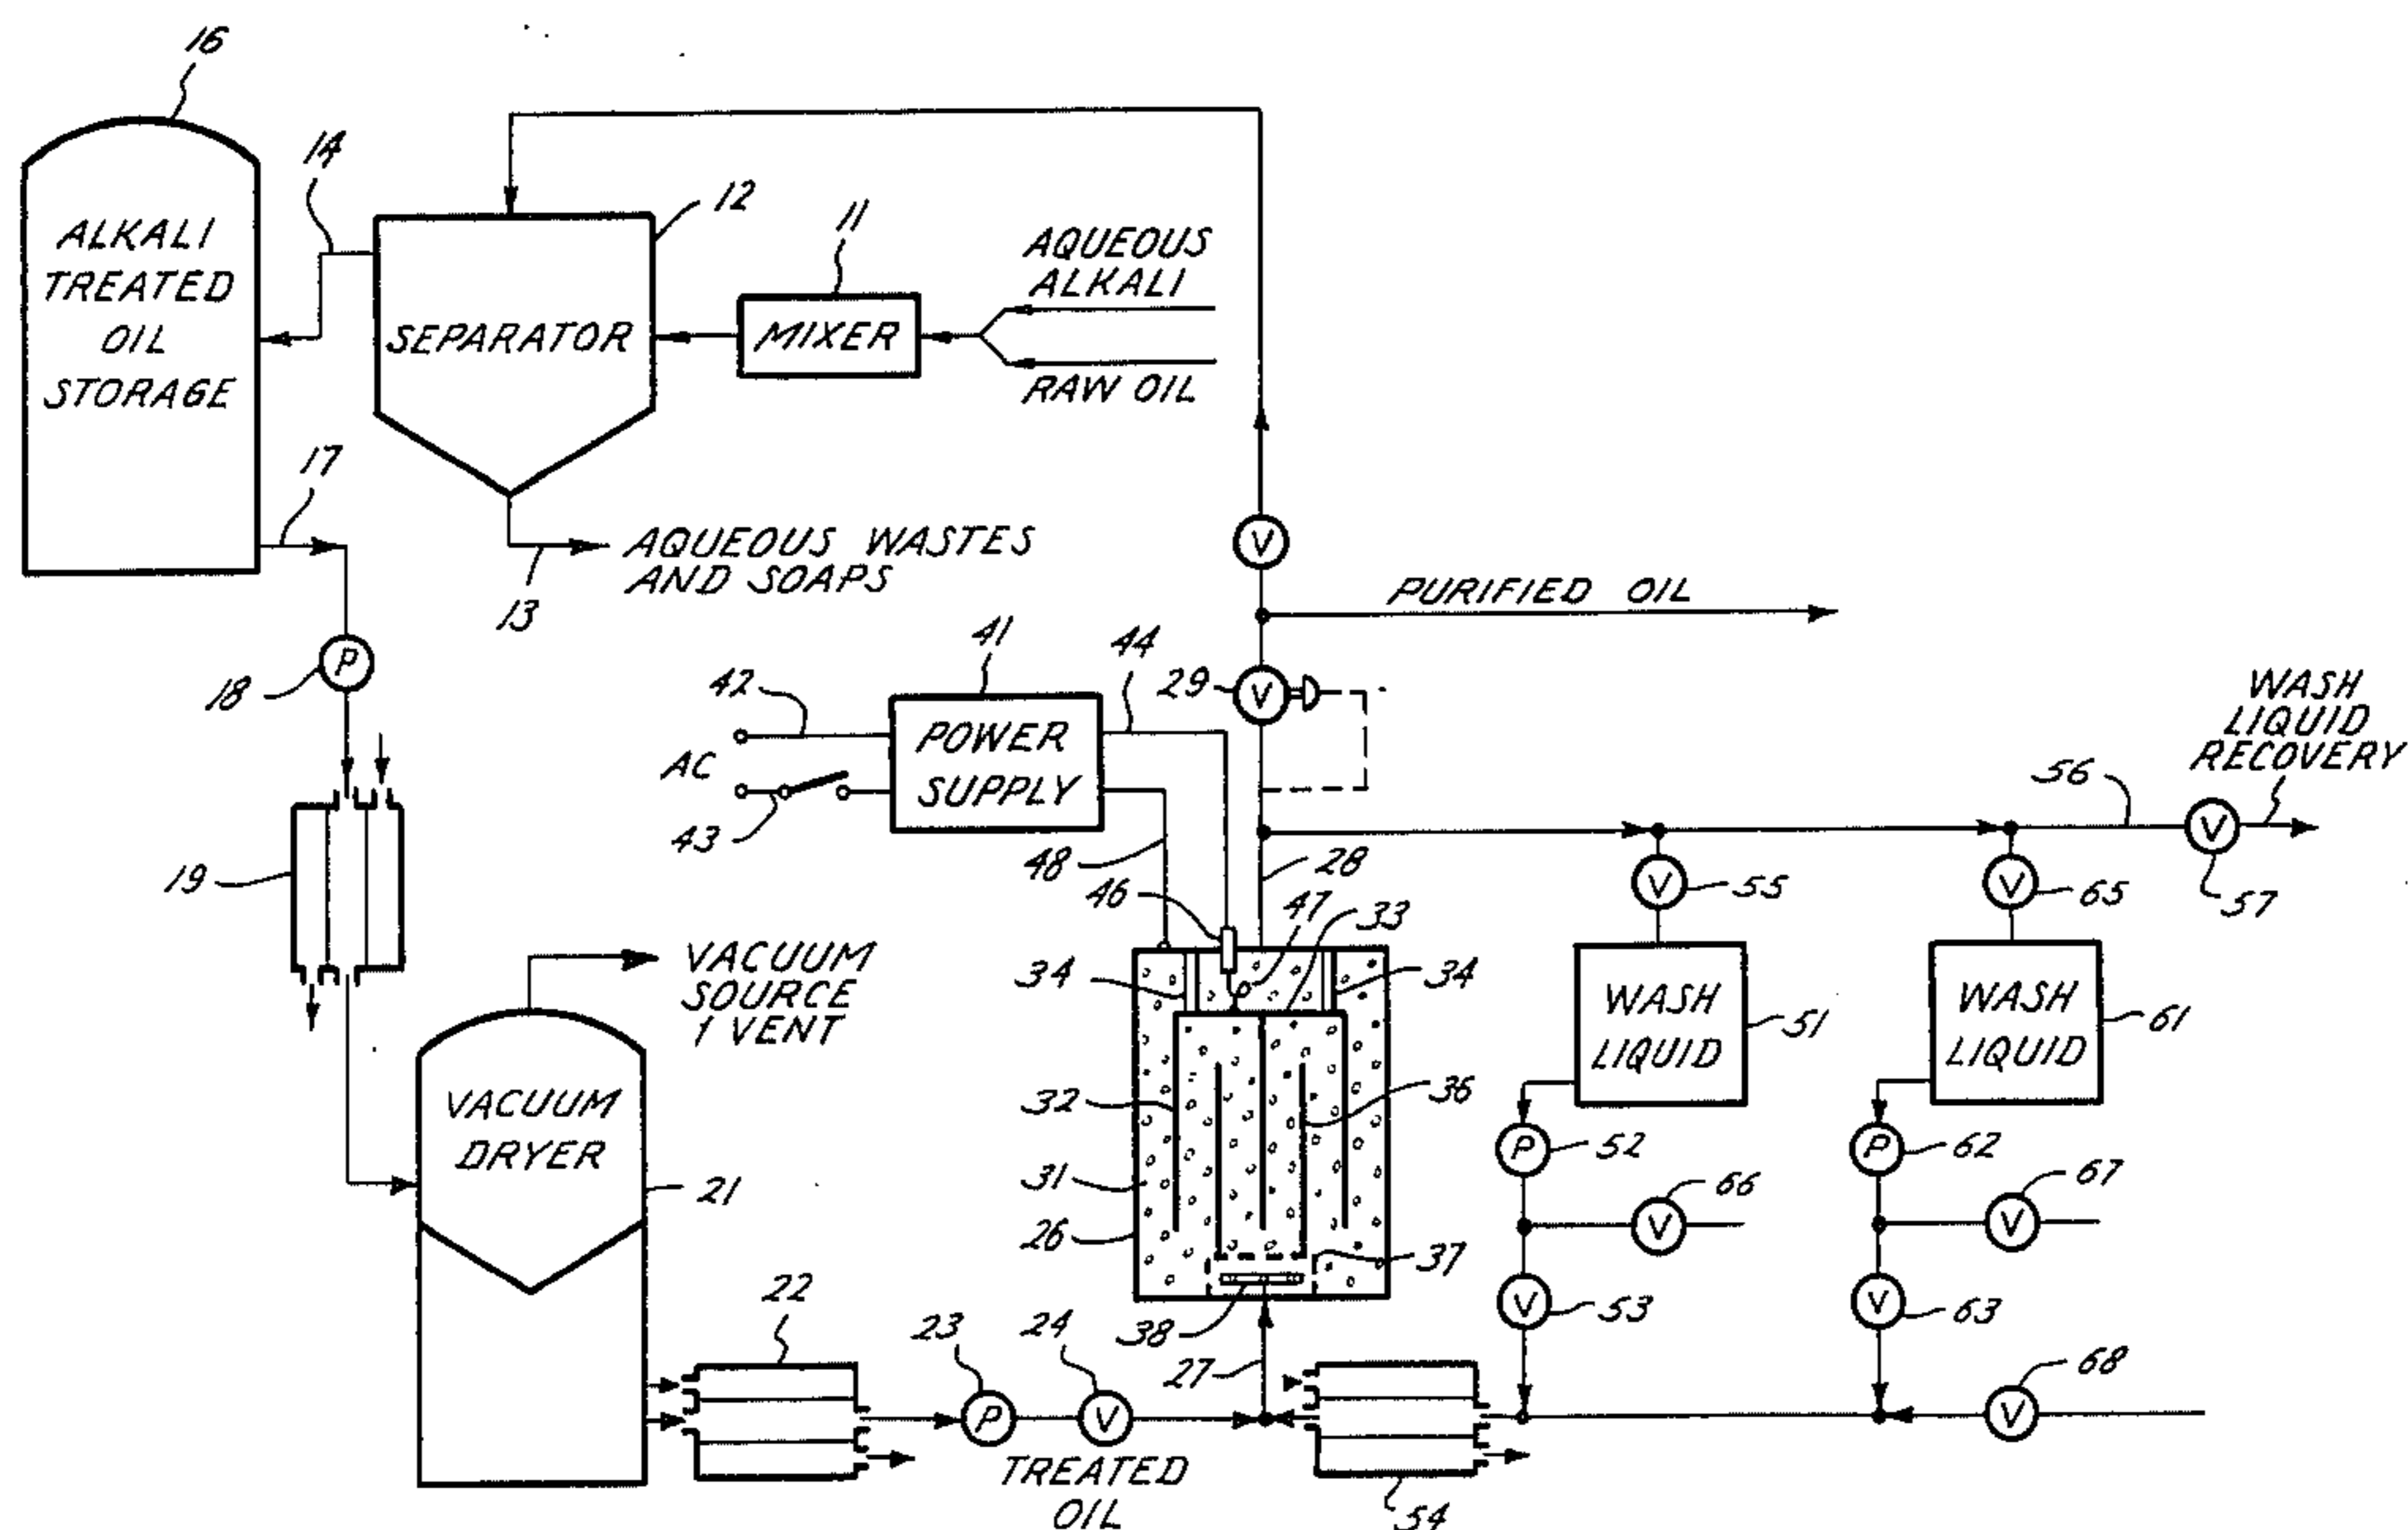 16
14
12
11
ALKALI
TREATED
OIL
STORAGE
SEPARATOR
MIXER
AQUEOUS
ALKALI
RAW OIL
17
13
AQUEOUS WASTES
AND SOAPS
V
PURIFIED OIL
P
18
41
44
29
V
42
AC
43
POWER
SUPPLY
WASH
LIQUID
RECOVERY
56
V
57
19
48
46
28
47
33
V
55
V
65
VACUUM
SOURCE
1 VENT
34
34
WASH
LIQUID
51
WASH
LIQUID
61
VACUUM
DRYER
21
32
36
31
26
37
P
52
P
62
V
66
V
67
V
53
V
63
22
23
24
38
27
P
V
V
68
TREATED
OIL
54